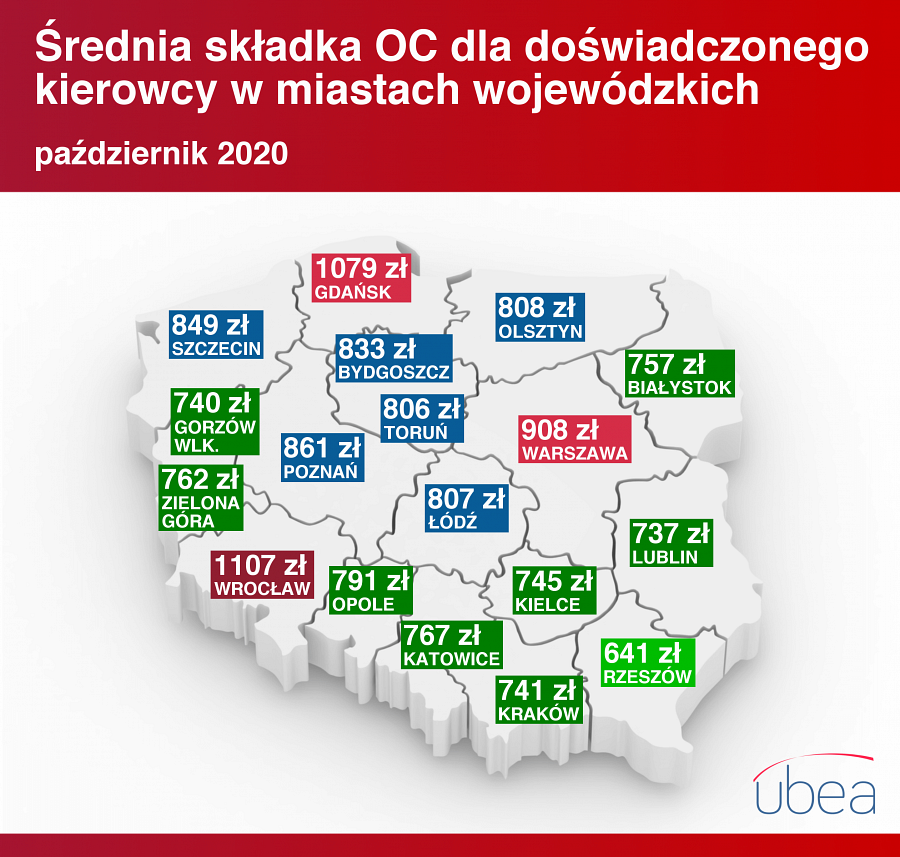 Średnia składka OC dla doświadczonego
kierowcy w miastach wojewódzkich
październik 2020
1079 zł
GDAŃSK
849 zł
SZCZECIN
808 zł
OLSZTYN
833 zł
BYDGOSZCZ
757 zł
BIAŁYSTOK
740 zł
GORZÓW
WLK.
806 zł
TORUŃ
908 zł
WARSZAWA
861 zł
POZNAŃ
762 zł
ZIELONA
GÓRA
807 zł
ŁÓDŹ
737 zł
LUBLIN
1107 zł
WROCŁAW
791 zł
OPOLE
745 zł
KIELCE
767 zł
KATOWICE
641 zł
RZESZÓW
741 zł
KRAKÓW
ubea